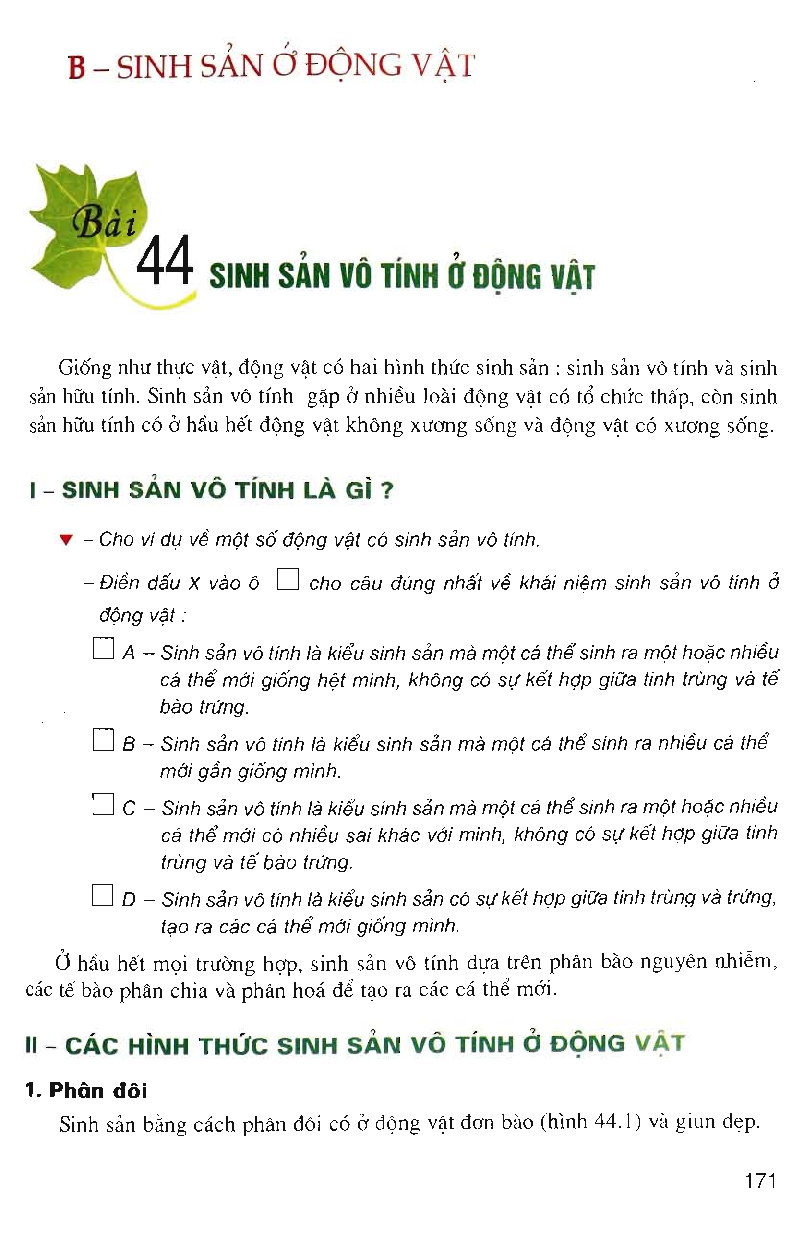 B – SINH SẢN Ở ĐỘNG VẬT
Bài
44 SINH SẢN VÔ TÍNH Ở ĐỘNG VẬT
Giống như thực vật, động vật có hai hình thức sinh sản : sinh sản vô tính và sinh
sản hữu tính. Sinh sản vô tính gặp ở nhiều loài động vật có tổ chức thấp, còn sinh
sản hữu tính có ở hầu hết động vật không xương sống và động vật có xương sống.
I – SINH SẢN VÔ TÍNH LÀ GÌ ?
▼ – Cho ví dụ về một số động vật có sinh sản vô tính.
– Điền dấu X vào ô ☐ cho câu đúng nhất về khái niệm sinh sản vô tính ở
động vật :
☐ A – Sinh sản vô tính là kiểu sinh sản mà một cá thể sinh ra một hoặc nhiều
cá thể mới giống hệt mình, không có sự kết hợp giữa tinh trùng và tế
bào trứng.
☐ B – Sinh sản vô tính là kiểu sinh sản mà một cá thể sinh ra nhiều cá thể
mới gần giống mình.
☐ C – Sinh sản vô tính là kiểu sinh sản mà một cá thể sinh ra một hoặc nhiều
cá thể mới có nhiều sai khác với mình, không có sự kết hợp giữa tinh
trùng và tế bào trứng.
☐ D – Sinh sản vô tính là kiểu sinh sản có sự kết hợp giữa tinh trùng và trứng,
tạo ra các cá thể mới giống mình.
Ở hầu hết mọi trường hợp, sinh sản vô tính dựa trên phân bào nguyên nhiễm,
các tế bào phân chia và phân hoá để tạo ra các cá thể mới.
II – CÁC HÌNH THỨC SINH SẢN VÔ TÍNH Ở ĐỘNG VẬT
1. Phân đôi
Sinh sản bằng cách phân đôi có ở động vật đơn bào (hình 44.1) và giun dẹp.
171